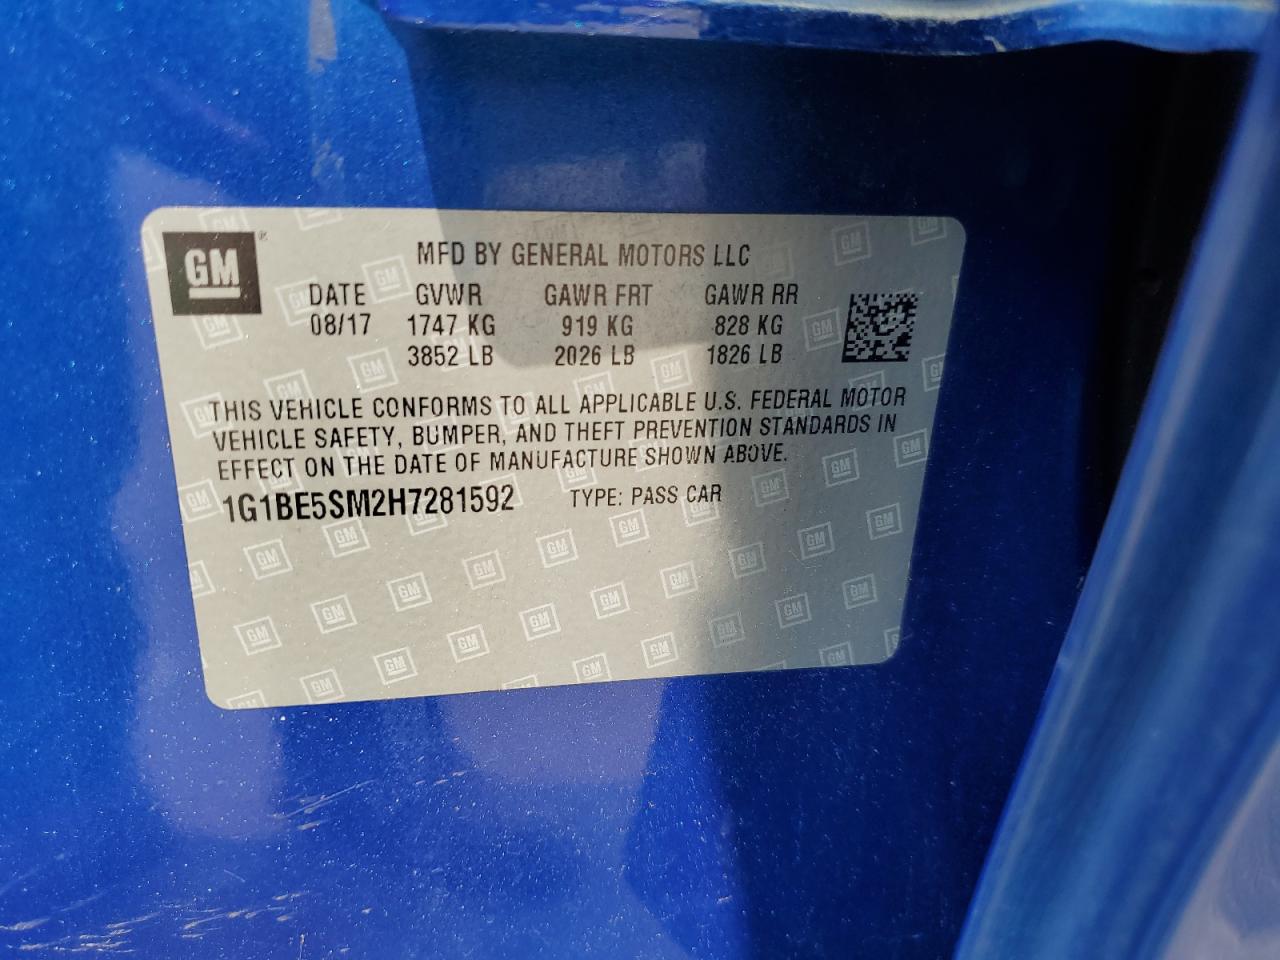 GM
MFD BY GENERAL MOTORS LLC
DATE GVWR GAWR FRT GAWR RR
08/17 1747 KG 919 KG 828 KG
3852 LB 2026 LB 1826 LB
THIS VEHICLE CONFORMS TO ALL APPLICABLE U.S. FEDERAL MOTOR
VEHICLE SAFETY, BUMPER, AND THEFT PREVENTION STANDARDS IN
EFFECT ON THE DATE OF MANUFACTURE SHOWN ABOVE.
1G1BE5SM2H7281592 TYPE: PASS CAR